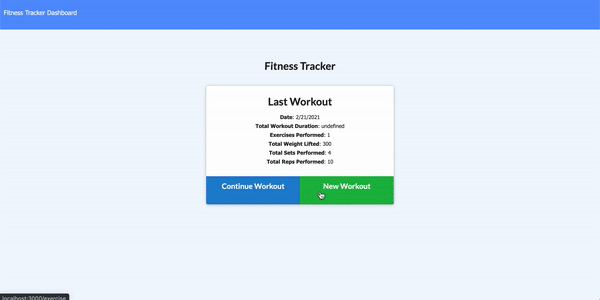 Fitness Tracker Dashboard
Fitness Tracker
Last Workout
Date: 2/21/2021
Total Workout Duration: undefined
Exercises Performed: 1
Total Weight Lifted: 300
Total Sets Performed: 4
Total Reps Performed: 10
Continue Workout New Workout
localhost:3000/exercise